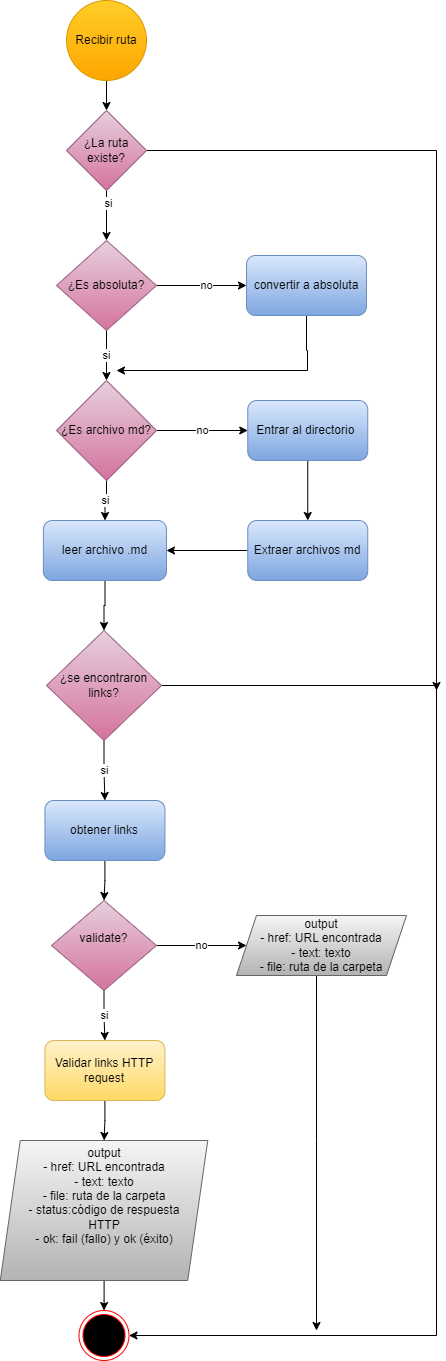 Recibir ruta
¿La ruta
existe?
si
¿Es absoluta?
no
convertir a absoluta
si
¿Es archivo md?
no
Entrar al directorio
si
leer archivo .md
Extraer archivos md
¿se encontraron
links?
si
obtener links
validate?
no
output
- href: URL encontrada
- text: texto
- file: ruta de la carpeta
si
Validar links HTTP
request
output
- href: URL encontrada
- text: texto
- file: ruta de la carpeta
- status:código de respuesta
HTTP
- ok: fail (fallo) y ok (éxito)